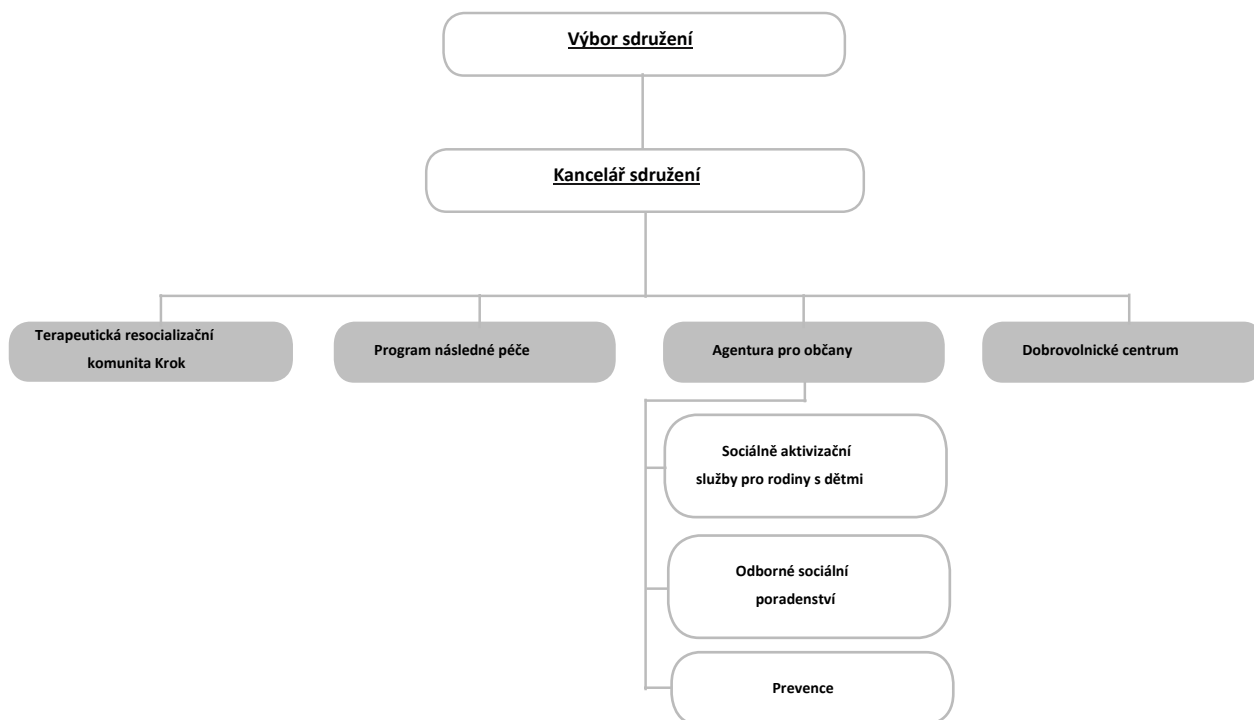 Výbor sdružení
Kancelář sdružení
Terapeutická resocializační
komunita Krok
Program následné péče
Agentura pro občany
Dobrovolnické centrum
Sociálně aktivizační
služby pro rodiny s dětmi
Odborné sociální
poradenství
Prevence